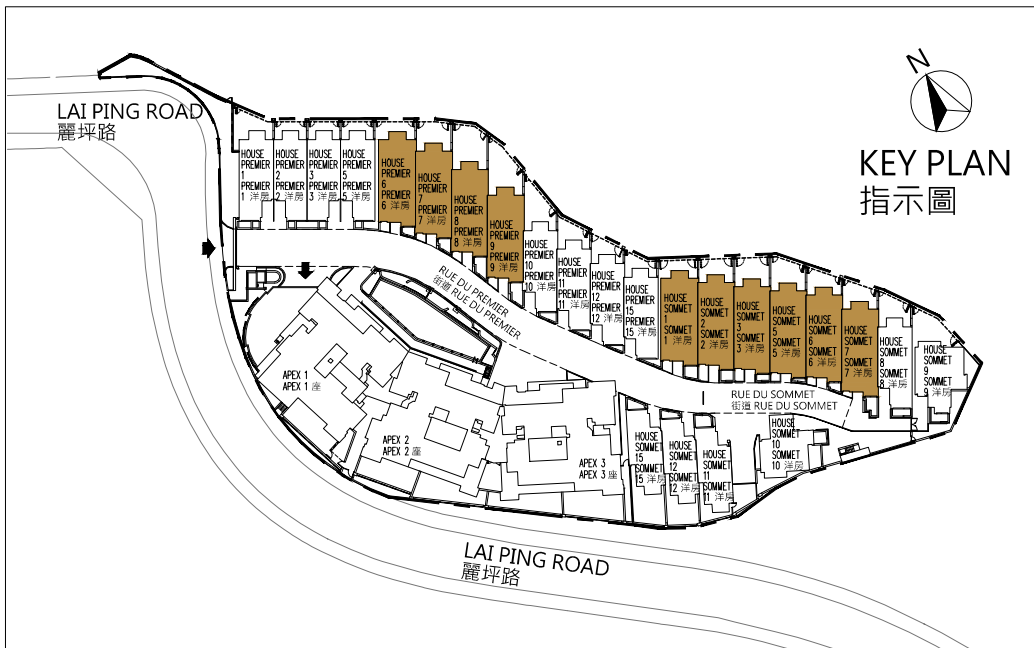 LAI PING ROAD
麗坪路
N
KEY PLAN
指示圖
HOUSE
PREMIER
1
PREMIER
1 洋房
HOUSE
PREMIER
2
PREMIER
2 洋房
HOUSE
PREMIER
3
PREMIER
3 洋房
HOUSE
PREMIER
5
PREMIER
5 洋房
HOUSE
PREMIER
6
PREMIER
6 洋房
HOUSE
PREMIER
7
PREMIER
7 洋房
HOUSE
PREMIER
8
PREMIER
8 洋房
HOUSE
PREMIER
9
PREMIER
9 洋房
HOUSE
PREMIER
10
PREMIER
10 洋房
HOUSE
PREMIER
11
PREMIER
11 洋房
HOUSE
PREMIER
12
PREMIER
12 洋房
HOUSE
PREMIER
15
PREMIER
15 洋房
HOUSE
SOMMET
1
SOMMET
1 洋房
HOUSE
SOMMET
2
SOMMET
2 洋房
HOUSE
SOMMET
3
SOMMET
3 洋房
HOUSE
SOMMET
5
SOMMET
5 洋房
HOUSE
SOMMET
6
SOMMET
6 洋房
HOUSE
SOMMET
7
SOMMET
7 洋房
HOUSE
SOMMET
8
SOMMET
8 洋房
HOUSE
SOMMET
9
SOMMET
9 洋房
RUE DU PREMIER
街道 RUE DU PREMIER
RUE DU SOMMET
街道 RUE DU SOMMET
APEX 1
APEX 1 座
APEX 2
APEX 2 座
APEX 3
APEX 3 座
HOUSE
SOMMET
15
SOMMET
15 洋房
HOUSE
SOMMET
12
SOMMET
12 洋房
HOUSE
SOMMET
11
SOMMET
11 洋房
HOUSE
SOMMET
10
SOMMET
10 洋房
LAI PING ROAD
麗坪路